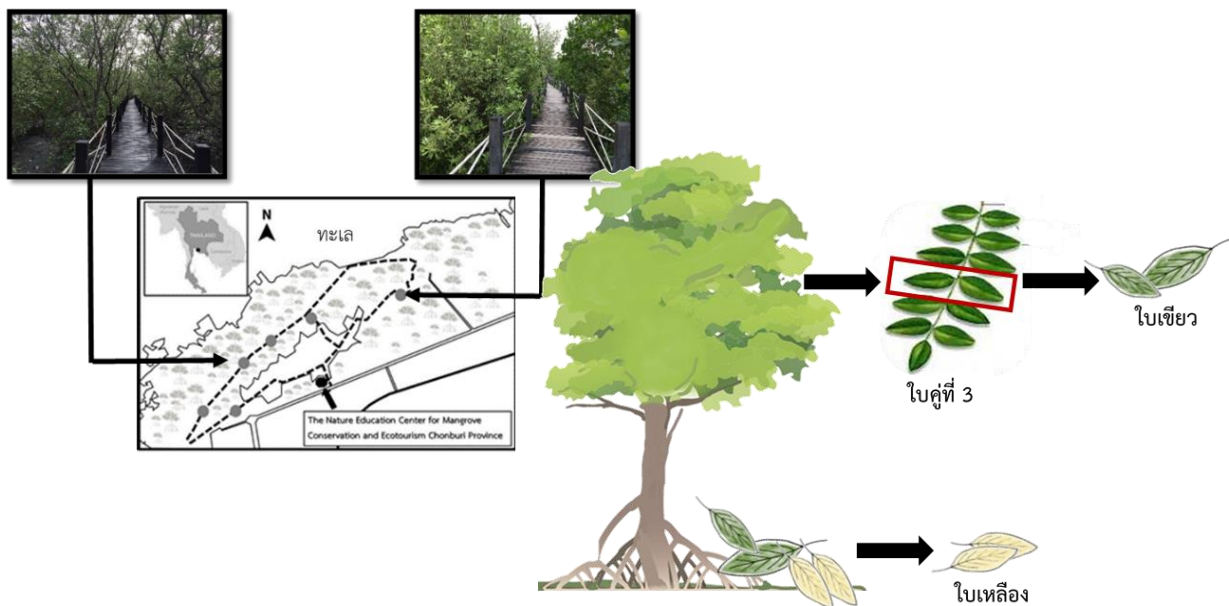 THAILAND
N
ทะเล
The Nature Education Center for Mangrove
Conservation and Ecotourism Chonburi Province
ใบคู่ที่ 3
ใบเขียว
ใบเหลือง